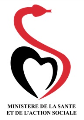 MINISTERE DE LA SANTE
ET DE L'ACTION SOCIALE